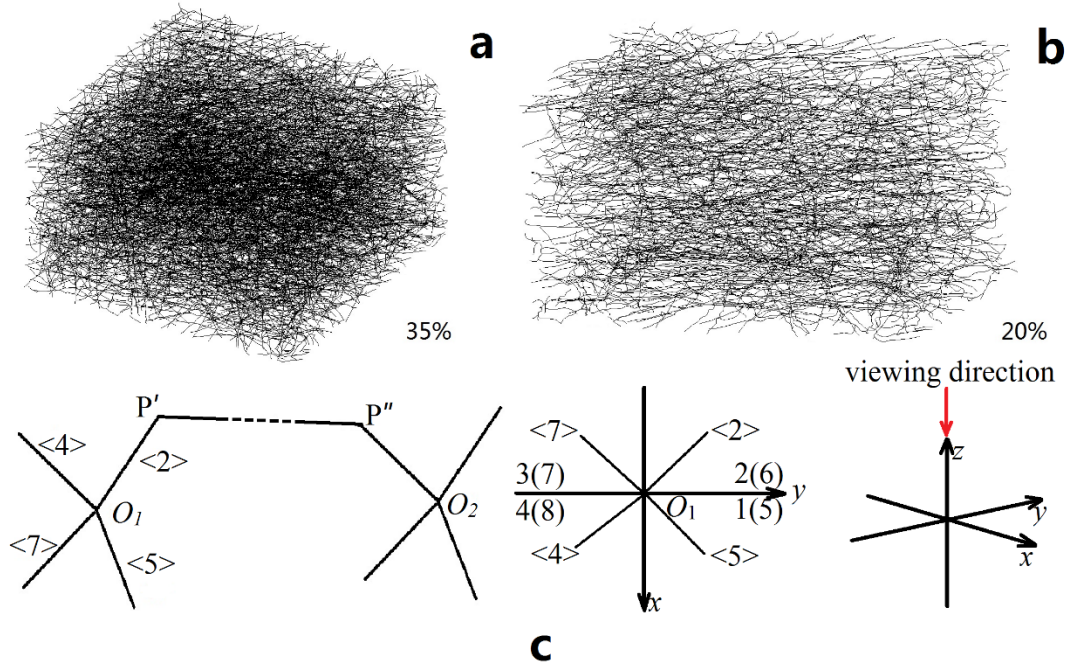 a
b
35%
20%
P′
P″
<4>
<2>
O1
<7>
<5>
O2
<7>
<2>
3(7)
2(6)
y
4(8)
O1
1(5)
<4>
<5>
x
viewing direction
z
y
x
c